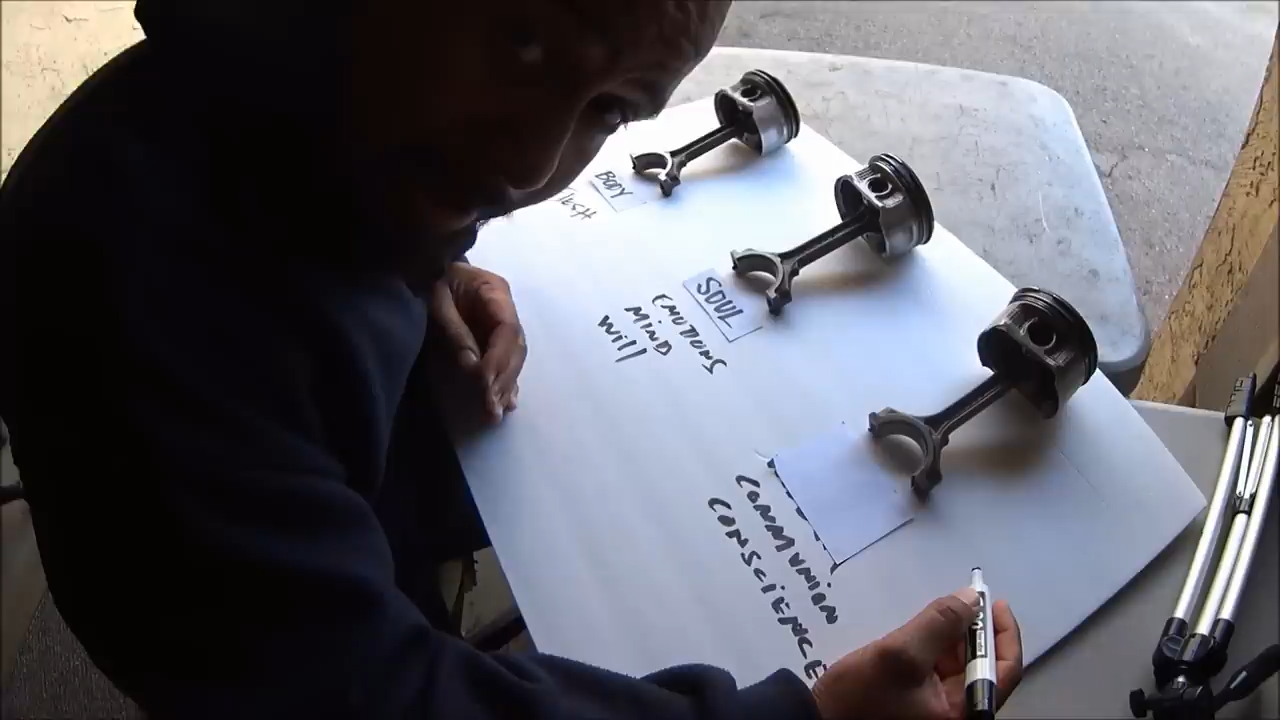 BODY
FLESH
SOUL
EMOTIONS
MIND
Will
COMMUNION
CONSCIENCE